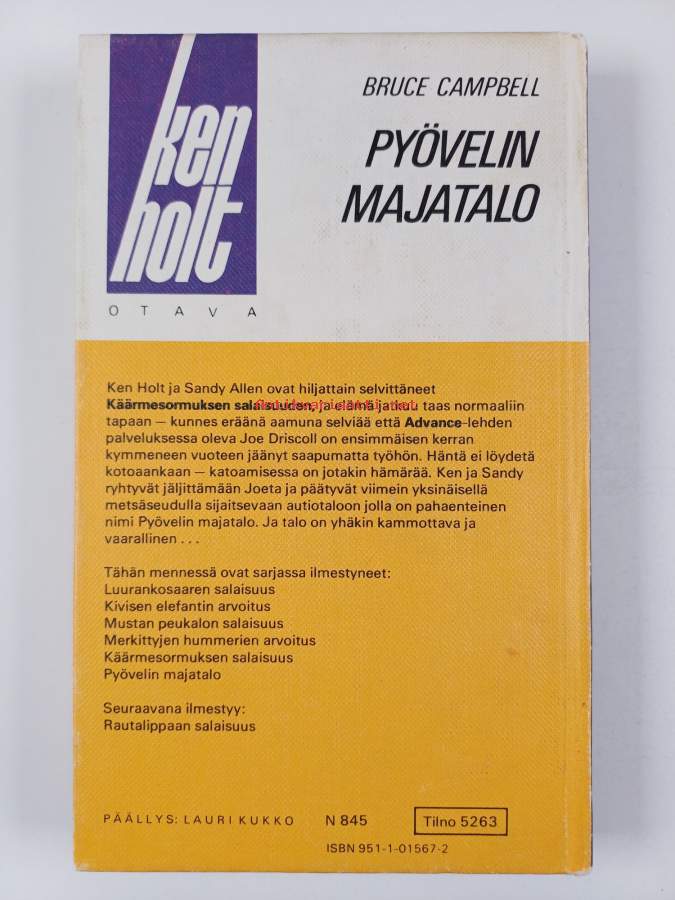 ken
holt
OTAVA
BRUCE CAMPBELL
PYÖVELIN
MAJATALO
Ken Holt ja Sandy Allen ovat hiljattain selvittäneet
Käärmesormuksen salaisuuden, ja elämä jatkuu taas normaaliin
tapaan — kunnes eräänä aamuna selviää että Advance-lehden
palveluksessa oleva Joe Driscoll on ensimmäisen kerran
kymmeneen vuoteen jäänyt saapumatta työhön. Häntä ei löydetä
kotoaankaan — katoamisessa on jotakin hämärää. Ken ja Sandy
ryhtyvät jäljittämään Joeta ja päätyvät viimein yksinäisellä
metsäseudulla sijaitsevaan autiotaloon jolla on pahaenteinen
nimi Pyövelin majatalo. Ja talo on yhäkin kammottava ja
vaarallinen ...
Tähän mennessä ovat sarjassa ilmestyneet:
Luurankosaaren salaisuus
Kivisen elefantin arvoitus
Mustan peukalon salaisuus
Merkittyjen hummerien arvoitus
Käärmesormuksen salaisuus
Pyövelin majatalo
Seuraavana ilmestyy:
Rautalippaan salaisuus
PÄÄLLYS: LAURI KUKKO
N 845
Tilno 5263
ISBN 951-1-01567-2